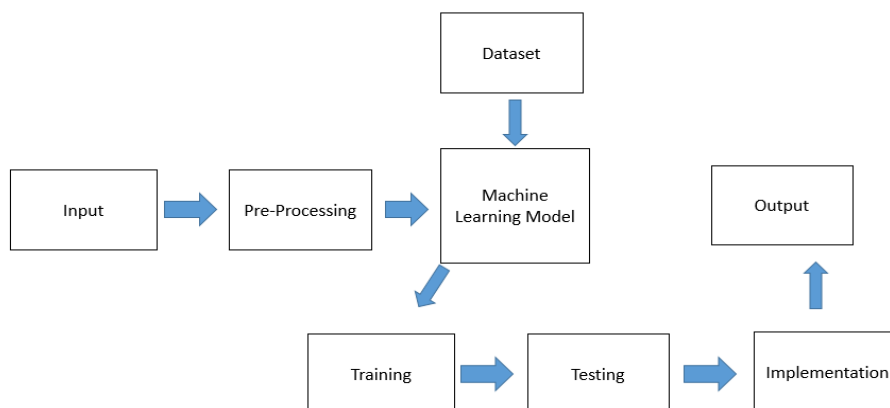 Dataset
Input
Pre-Processing
Machine
Learning Model
Output
Training
Testing
Implementation